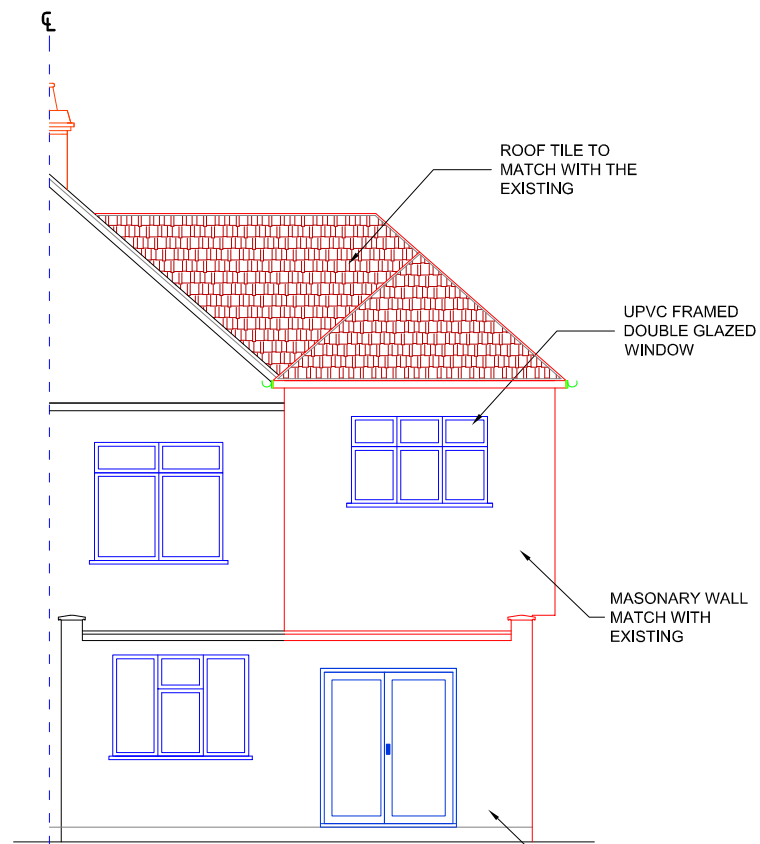 ℄
ROOF TILE TO
MATCH WITH THE
EXISTING
UPVC FRAMED
DOUBLE GLAZED
WINDOW
MASONARY WALL
MATCH WITH
EXISTING